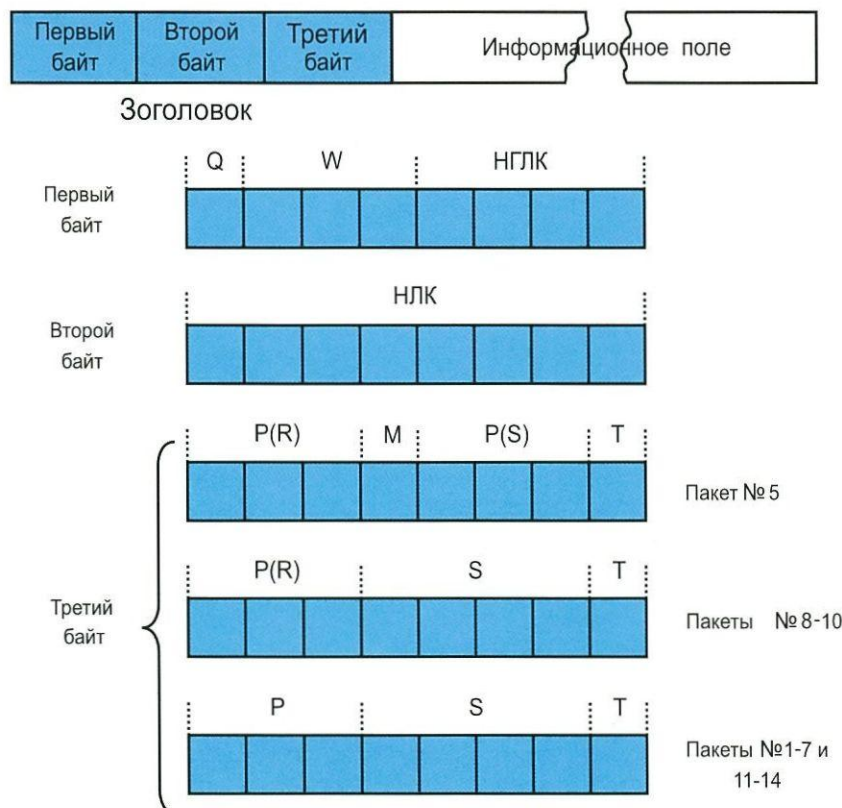 Первый Второй Третий Информационное поле
байт байт байт
Зоголовок
Q W НГЛК
Первый
байт
НЛК
Второй
байт
P(R) M P(S) T
Пакет № 5
P(R) S T
Третий
байт
Пакеты № 8-10
P S T
Пакеты №1-7 и
11-14